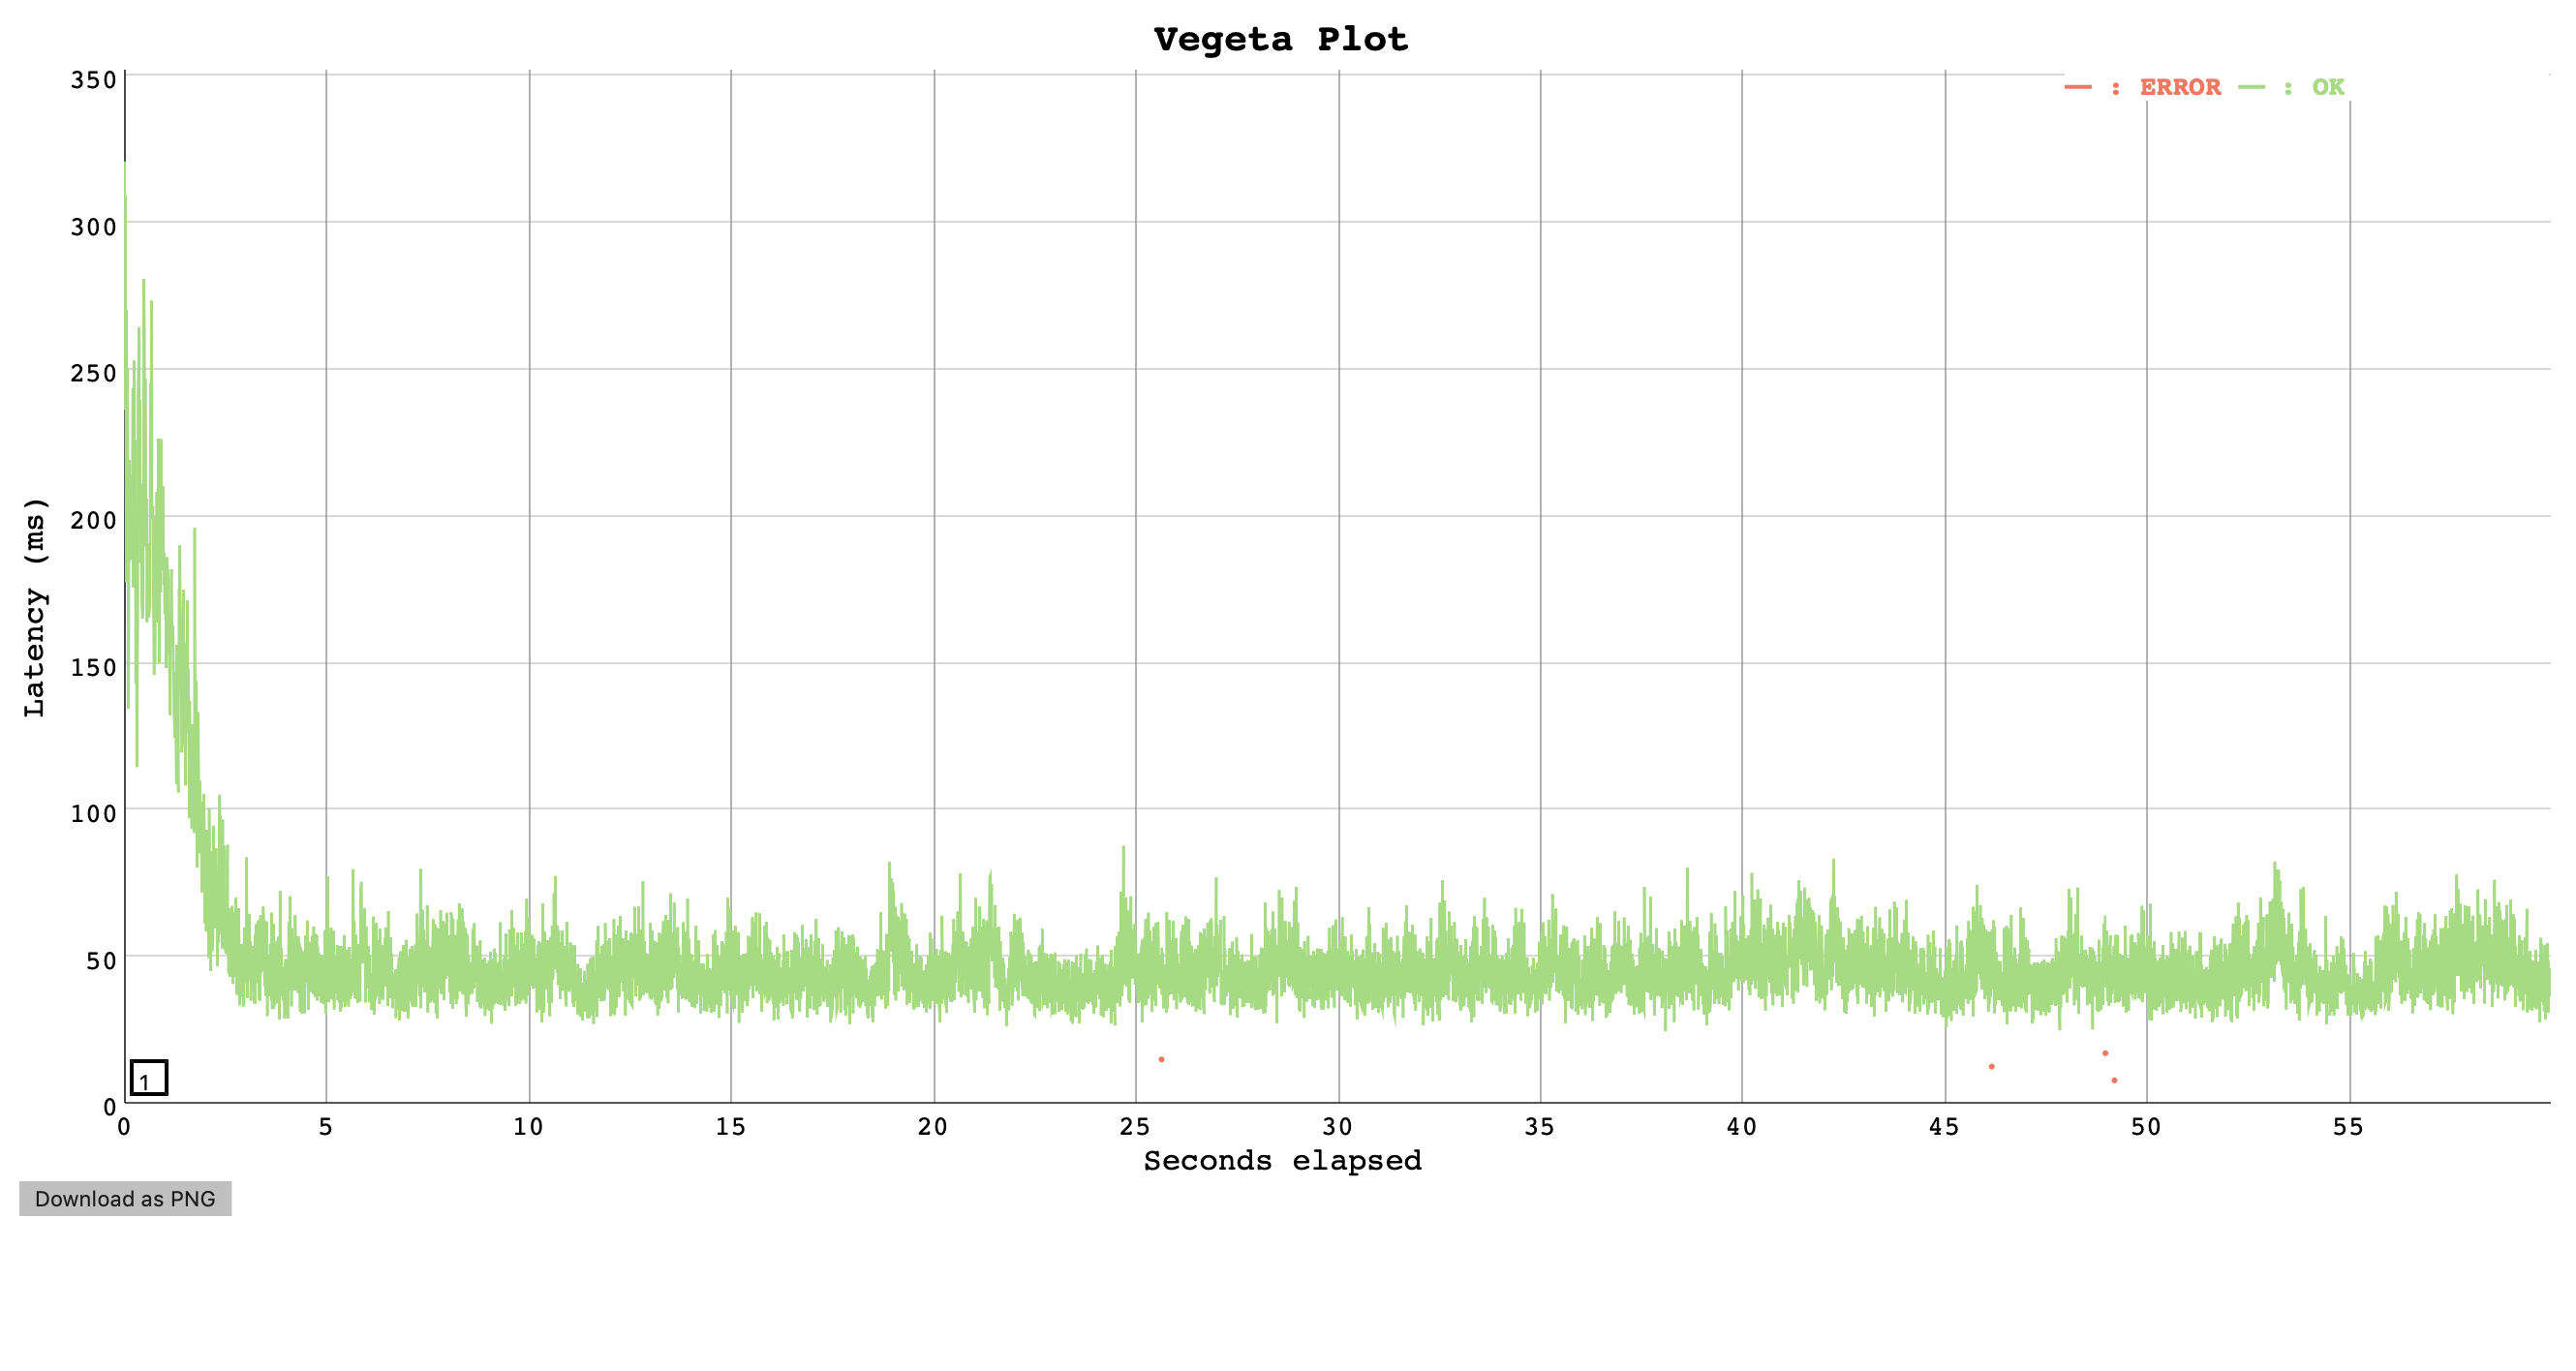 Vegeta Plot
— : ERROR — : OK
350
300
250
200
150
100
50
0
Latency (ms)
1
0 5 10 15 20 25 30 35 40 45 50 55
Seconds elapsed
Download as PNG